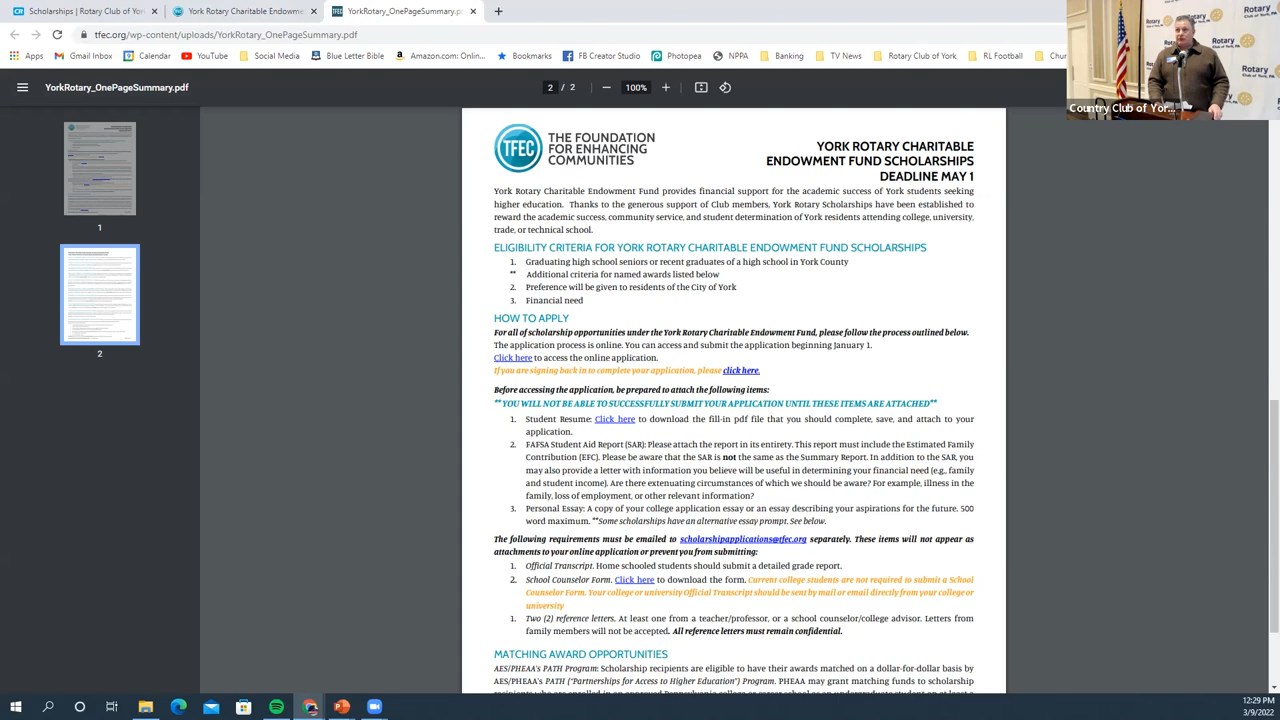 Scholarships - Rotary Club of
YorkRotary_OnePageSummary.pdf
tfec.org/wp-content/uploads/YorkRotary_OnePageSummary.pdf
Apps
Gmail Inbox
Calendar
YouTube
Social Media
Blue Letter Bible
Amazon.com: Onlin...
Bookmarks
FB Creator Studio
Photopea
NPPA
Banking
TV News
Rotary Club of York
RL Football
YorkRotary_OnePageSummary.pdf
2 / 2
100%
Rotary
Club of York, PA
Country Club of Yor...
1
2
TFEC
THE FOUNDATION
FOR ENHANCING
COMMUNITIES
YORK ROTARY CHARITABLE
ENDOWMENT FUND SCHOLARSHIPS
DEADLINE MAY 1
York Rotary Charitable Endowment Fund provides financial support for the academic success of York students seeking
higher education. Thanks to the generous support of Club members, York Rotary Scholarships have been established to
reward the academic success, community service, and student determination of York residents attending college, university,
trade, or technical school.
ELIGIBILITY CRITERIA FOR YORK ROTARY CHARITABLE ENDOWMENT FUND SCHOLARSHIPS
1. Graduating high school seniors or recent graduates of a high school in York County
** Additional criteria for named awards listed below
2. Preference will be given to residents of the City of York
3. Financial need
HOW TO APPLY
For all of scholarship opportunities under the York Rotary Charitable Endowment Fund, please follow the process outlined below.
The application process is online. You can access and submit the application beginning January 1.
Click here to access the online application.
If you are signing back in to complete your application, please click here.
Before accessing the application, be prepared to attach the following items:
**YOU WILL NOT BE ABLE TO SUCCESSFULLY SUBMIT YOUR APPLICATION UNTIL THESE ITEMS ARE ATTACHED**
1. Student Resume: Click here to download the fill-in pdf file that you should complete, save, and attach to your
application.
2. FAFSA Student Aid Report (SAR): Please attach the report in its entirety. This report must include the Estimated Family
Contribution (EFC). Please be aware that the SAR is not the same as the Summary Report. In addition to the SAR, you
may also provide a letter with information you believe will be useful in determining your financial need (e.g., family
and student income). Are there extenuating circumstances of which we should be aware? For example, illness in the
family, loss of employment, or other relevant information?
3. Personal Essay: A copy of your college application essay or an essay describing your aspirations for the future, 500
word maximum. **Some scholarships have an alternative essay prompt. See below.
The following requirements must be emailed to scholarshipapplications@tfec.org separately. These items will not appear as
attachments to your online application or prevent you from submitting:
1. Official Transcript. Home schooled students should submit a detailed grade report.
2. School Counselor Form. Click here to download the form. Current college students are not required to submit a School
Counselor Form. Your college or university Official Transcript should be sent by mail or email directly from your college or
university
1. Two (2) reference letters. At least one from a teacher/professor, or a school counselor/college advisor. Letters from
family members will not be accepted. All reference letters must remain confidential.
MATCHING AWARD OPPORTUNITIES
AES/PHEAA's PATH Program: Scholarship recipients are eligible to have their awards matched on a dollar-for-dollar basis by
AES/PHEAA's PATH ("Partnerships for Access to Higher Education") Program. PHEAA may grant matching funds to scholarship
12:29 PM
3/9/2022